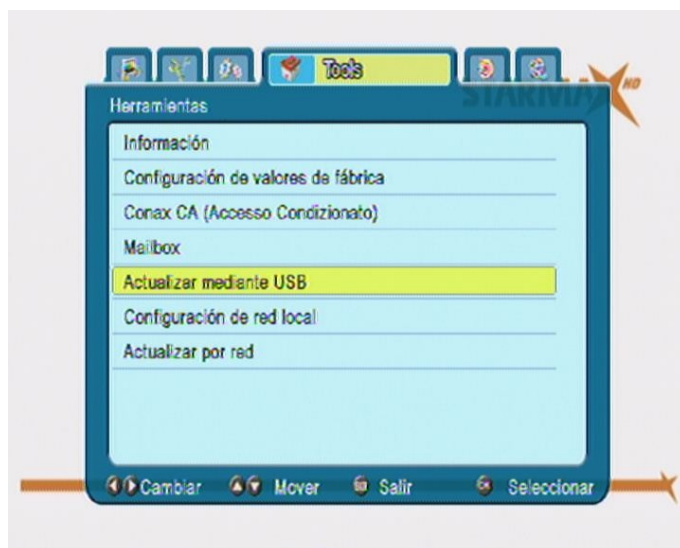 Tools
STARMAX HD
Herramientas
Información
Configuración de valores de fábrica
Conax CA (Accesso Condizionato)
Mailbox
Actualizar mediante USB
Configuración de red local
Actualizar por red
Cambiar Mover Salir Seleccionar